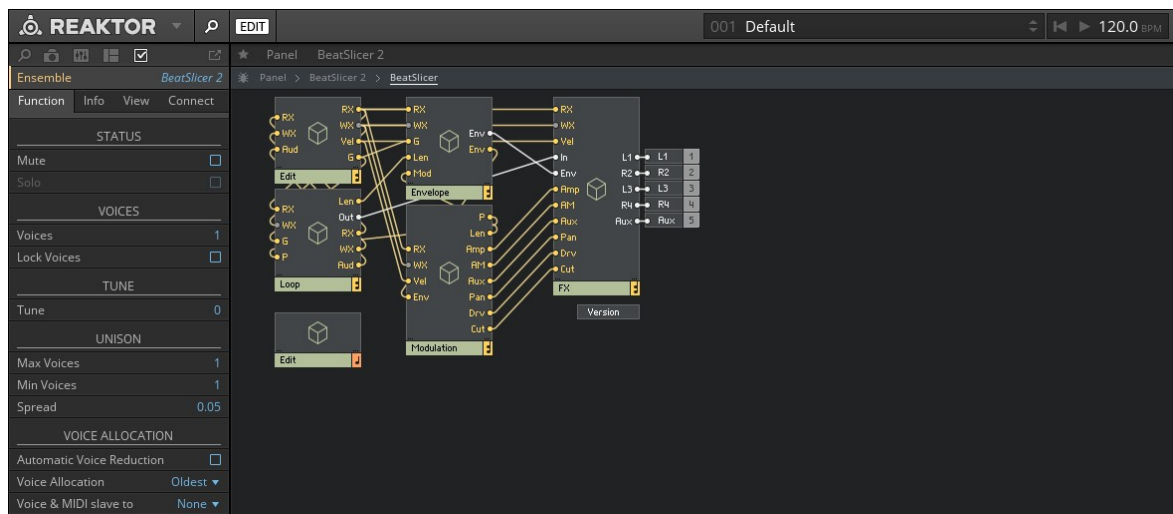 REAKTOR EDIT 001 Default 120.0 BPM
Panel BeatSlicer 2
Ensemble BeatSlicer 2
Panel > BeatSlicer 2 > BeatSlicer
Function Info View Connect
STATUS
Mute
Solo
VOICES
Voices 1
Lock Voices
TUNE
Tune 0
UNISON
Max Voices 1
Min Voices 1
Spread 0.05
VOICE ALLOCATION
Automatic Voice Reduction
Voice Allocation Oldest
Voice & MIDI slave to None
RX
WX
Aud
RX
WX
Vel
G
Edit
RX
WX
G
P
Len
Out
RX
WX
Aud
Loop
Edit
RX
WX
G
Len
Mod
Env
Env
Envelope
RX
WX
Vel
Env
P
Len
Amp
AM
Aux
Pan
Drv
Cut
Modulation
RX
WX
Vel
In
Env
Amp
AM
Aux
Pan
Drv
Cut
L1
R2
L3
R4
Aux
FX
L1 1
R2 2
L3 3
R4 4
Aux 5
Version